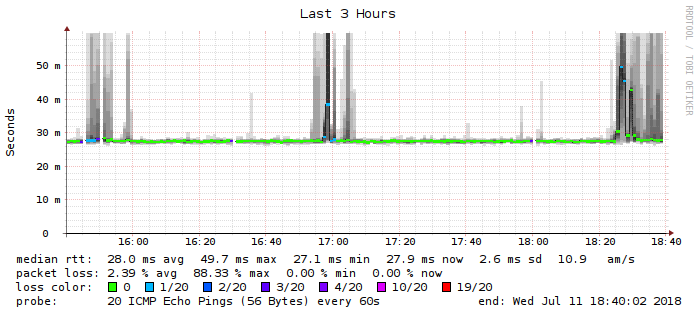 Last 3 Hours
RRDTOOL / TOBI OETIKER
Seconds
50 m
40 m
30 m
20 m
10 m
0
16:00 16:20 16:40 17:00 17:20 17:40 18:00 18:20 18:40
median rtt: 28.0 ms avg 49.7 ms max 27.1 ms min 27.9 ms now 2.6 ms sd 10.9 am/s
packet loss: 2.39 % avg 88.33 % max 0.00 % min 0.00 % now
loss color: 0 1/20 2/20 3/20 4/20 10/20 19/20
probe: 20 ICMP Echo Pings (56 Bytes) every 60s end: Wed Jul 11 18:40:02 2018